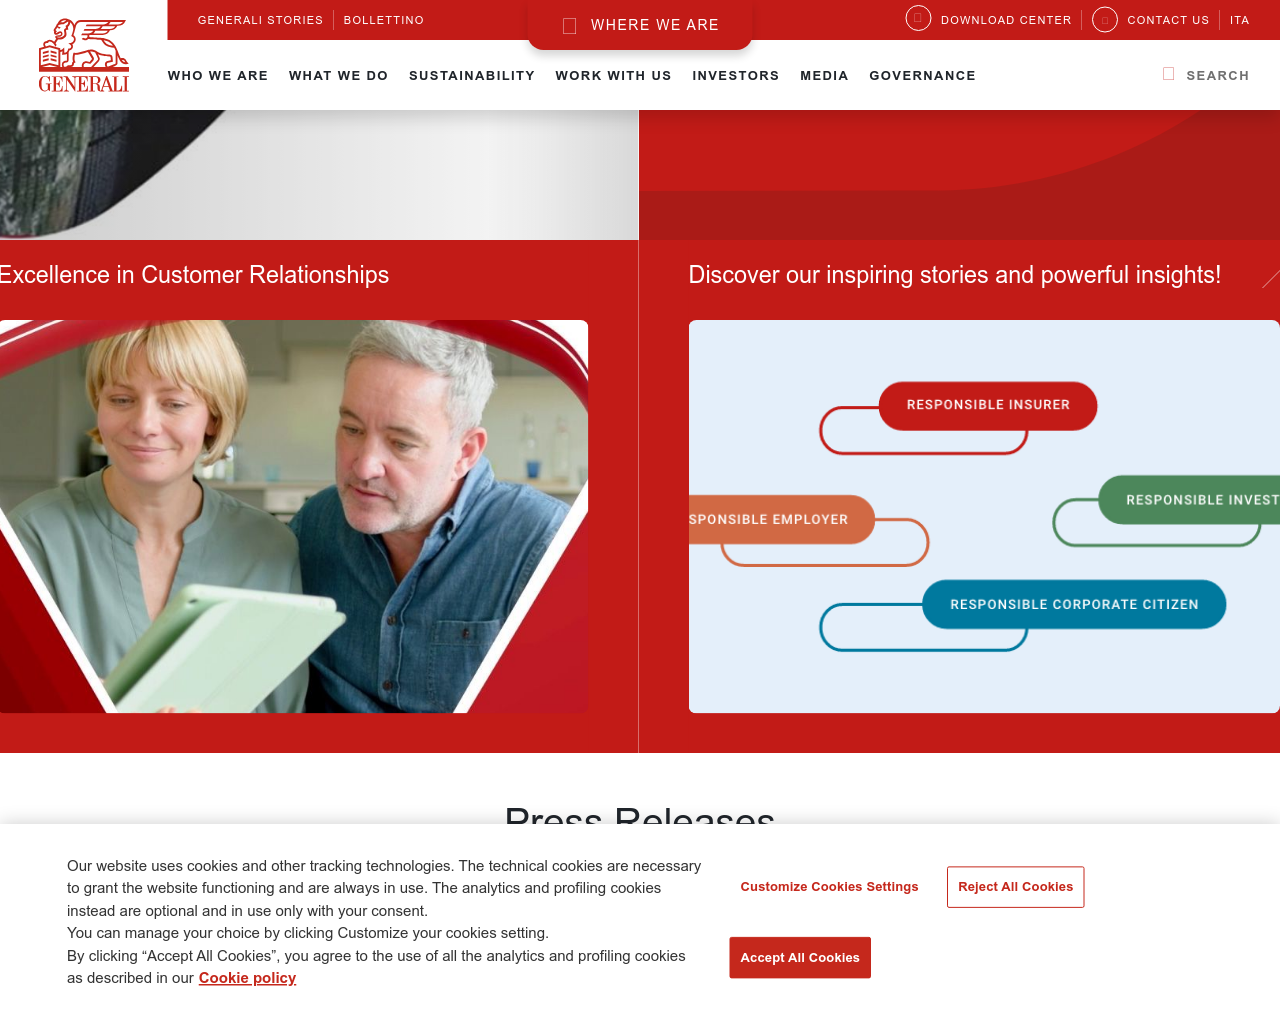 GENERALI STORIES
BOLLETTINO
WHERE WE ARE
DOWNLOAD CENTER
CONTACT US
ITA
GENERALI
WHO WE ARE
WHAT WE DO
SUSTAINABILITY
WORK WITH US
INVESTORS
MEDIA
GOVERNANCE
SEARCH
Excellence in Customer Relationships
Discover our inspiring stories and powerful insights!
RESPONSIBLE INSURER
RESPONSIBLE INVEST
SPONSIBLE EMPLOYER
RESPONSIBLE CORPORATE CITIZEN
Press Releases
Our website uses cookies and other tracking technologies. The technical cookies are necessary
to grant the website functioning and are always in use. The analytics and profiling cookies
instead are optional and in use only with your consent.
You can manage your choice by clicking Customize your cookies setting.
By clicking “Accept All Cookies”, you agree to the use of all the analytics and profiling cookies
as described in our Cookie policy
Customize Cookies Settings
Reject All Cookies
Accept All Cookies